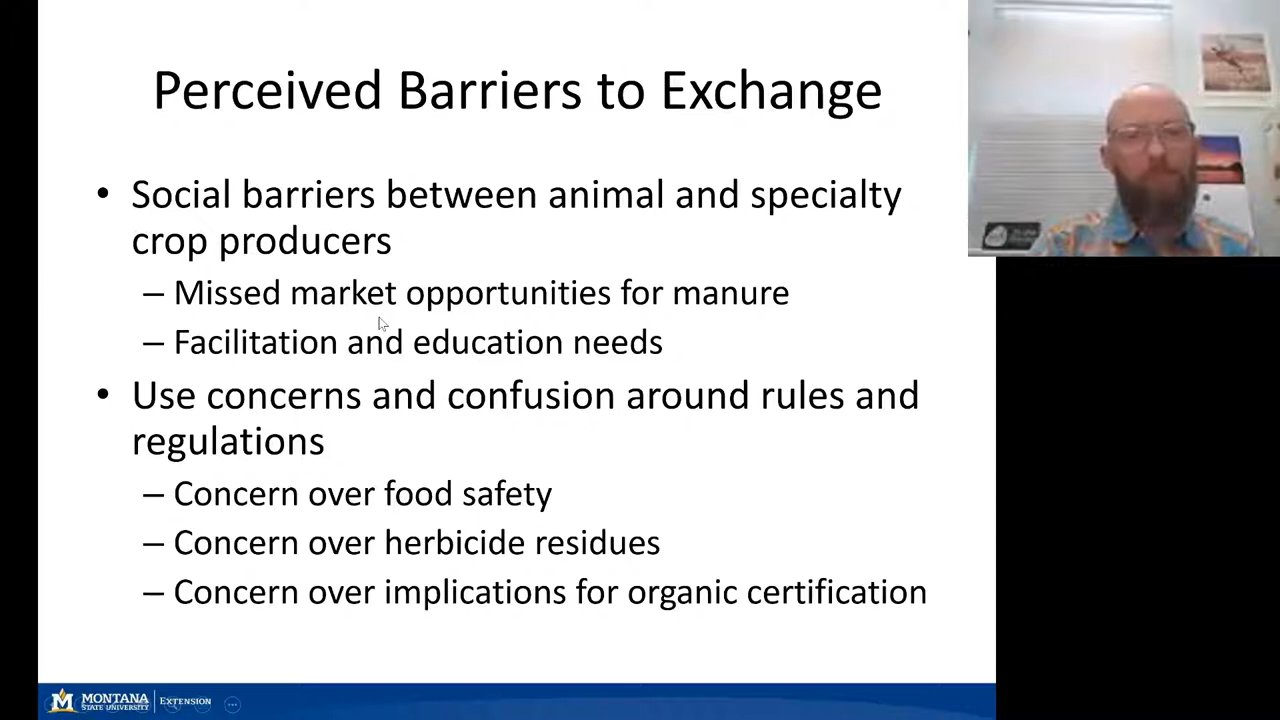 Perceived Barriers to Exchange
• Social barriers between animal and specialty
crop producers
– Missed market opportunities for manure
– Facilitation and education needs
• Use concerns and confusion around rules and
regulations
– Concern over food safety
– Concern over herbicide residues
– Concern over implications for organic certification
M MONTANA
STATE UNIVERSITY
EXTENSION